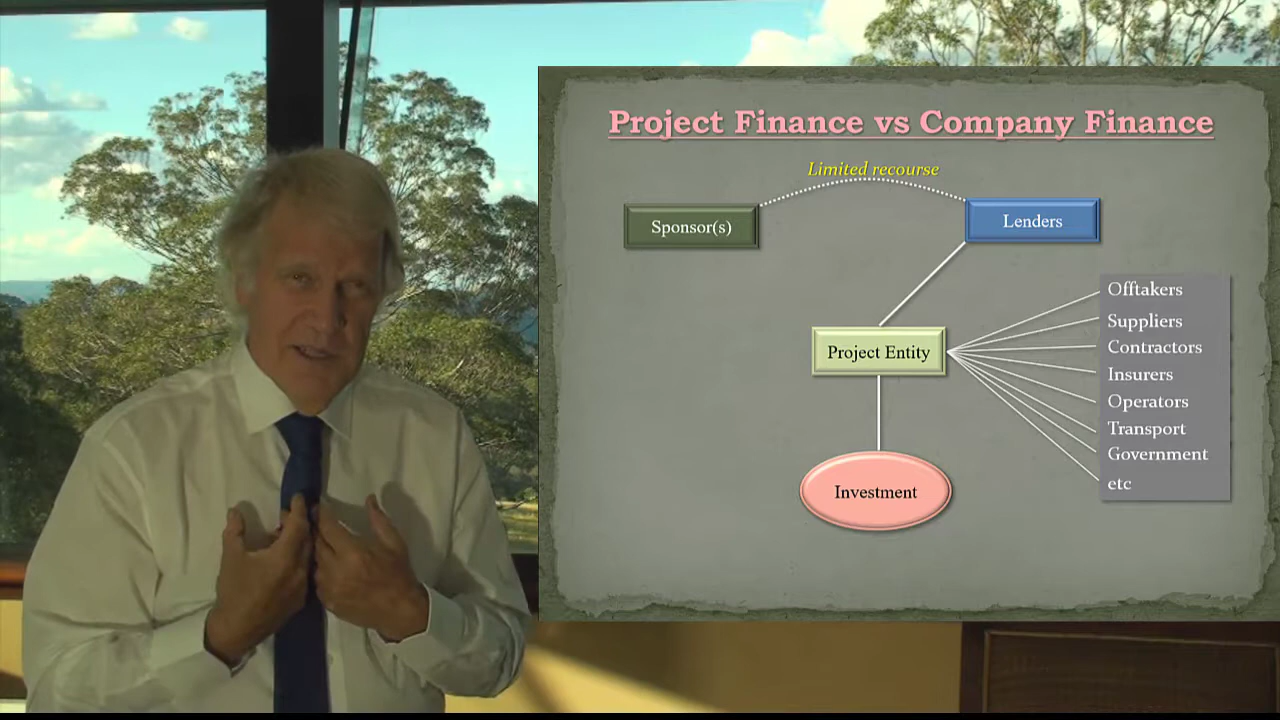 Project Finance vs Company Finance
Limited recourse
Sponsor(s)
Lenders
Project Entity
Investment
Offtakers
Suppliers
Contractors
Insurers
Operators
Transport
Government
etc